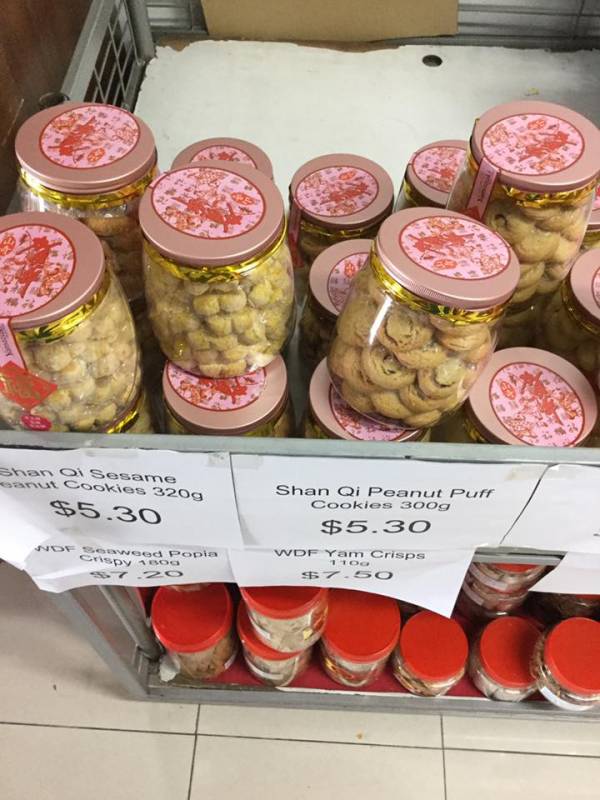 Shan Qi Sesame
Peanut Cookies 320g
$5.30
Shan Qi Peanut Puff
Cookies 300g
$5.30
WDF Seaweed Popia
Crispy 180g
$7.20
WDF Yam Crisps
110g
$7.50